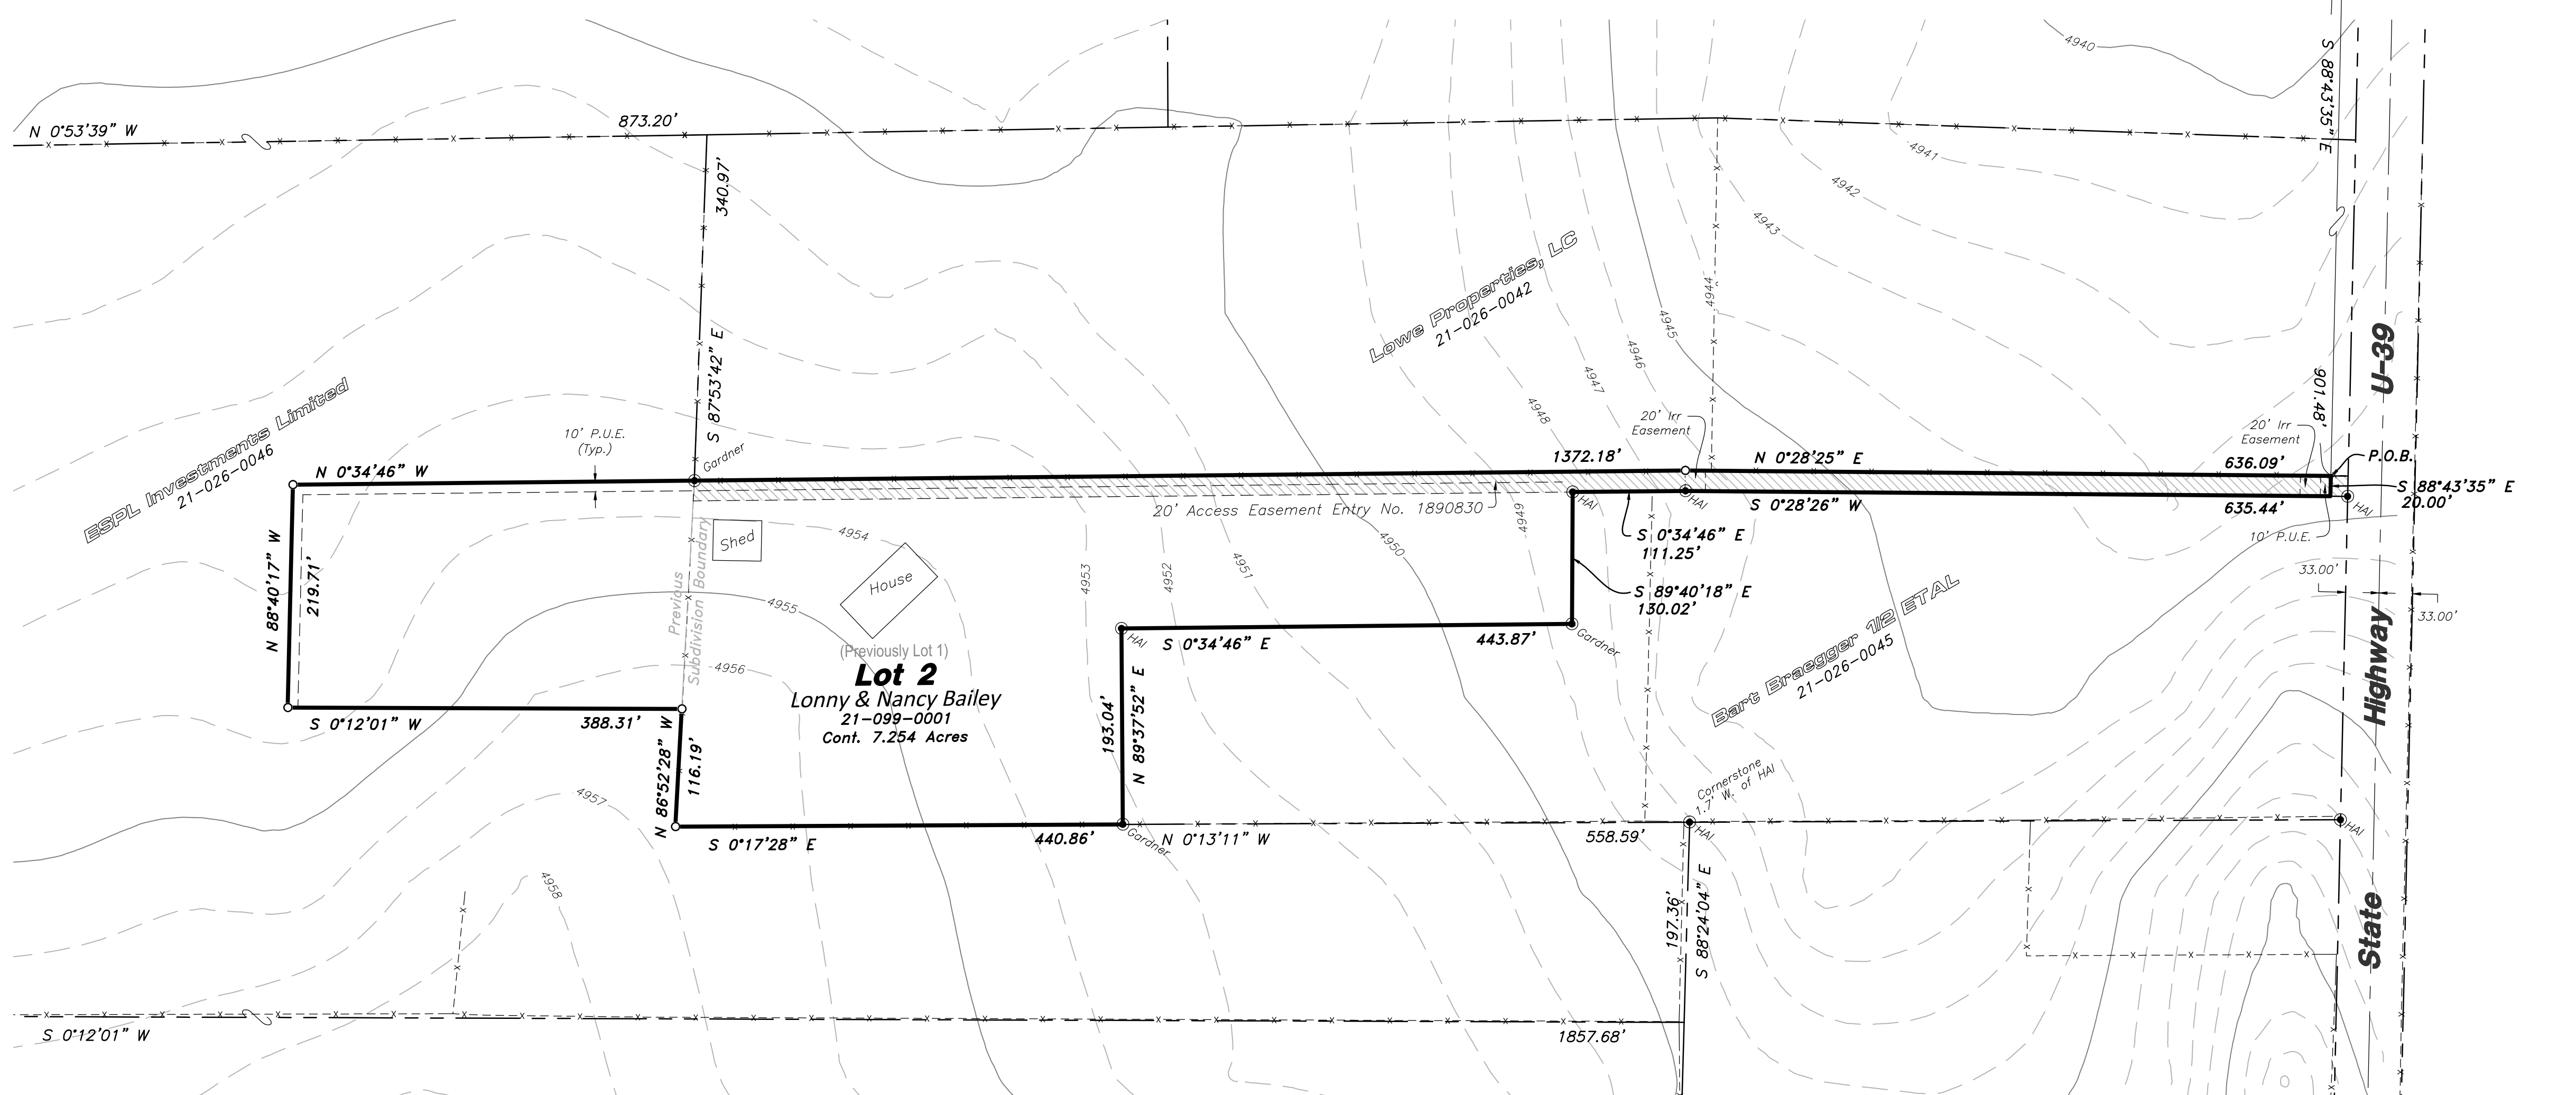 4940
S 88°43'35" E
N 0°53'39" W
873.20'
340.97'
4941
4942
4943
4944
4945
4946
4947
4948
4949
S 87°53'42" E
Lowe Properties, LC
21-026-0042
U-39
901.48'
ESPL Investments Limited
21-026-0046
10' P.U.E.
(Typ.)
Gardner
20' Irr
Easement
20' Irr
Easement
N 0°34'46" W
1372.18'
N 0°28'25" E
636.09'
P.O.B.
S 88°43'35" E
20.00'
HAI
HAI
HAI
S 0°28'26" W
635.44'
20' Access Easement Entry No. 1890830
S 0°34'46" E
111.25'
10' P.U.E.
33.00'
33.00'
Shed
House
4954
4950
4951
4952
4953
4955
4956
N 88°40'17" W
219.71'
Previous
Subdivision Boundary
S 89°40'18" E
130.02'
Bart Braegger 1/2 ETAL
21-026-0045
HAI
S 0°34'46" E
443.87'
Gardner
(Previously Lot 1)
Lot 2
Lonny & Nancy Bailey
21-099-0001
Cont. 7.254 Acres
193.04'
N 89°37'52" E
Highway
S 0°12'01" W
388.31'
N 86°52'28" W
116.19'
4957
4958
Cornerstone
1.7' W. of HAI
HAI
HAI
S 0°17'28" E
440.86'
Gardner
N 0°13'11" W
558.59'
197.36'
S 88°24'04" E
State
S 0°12'01" W
1857.68'